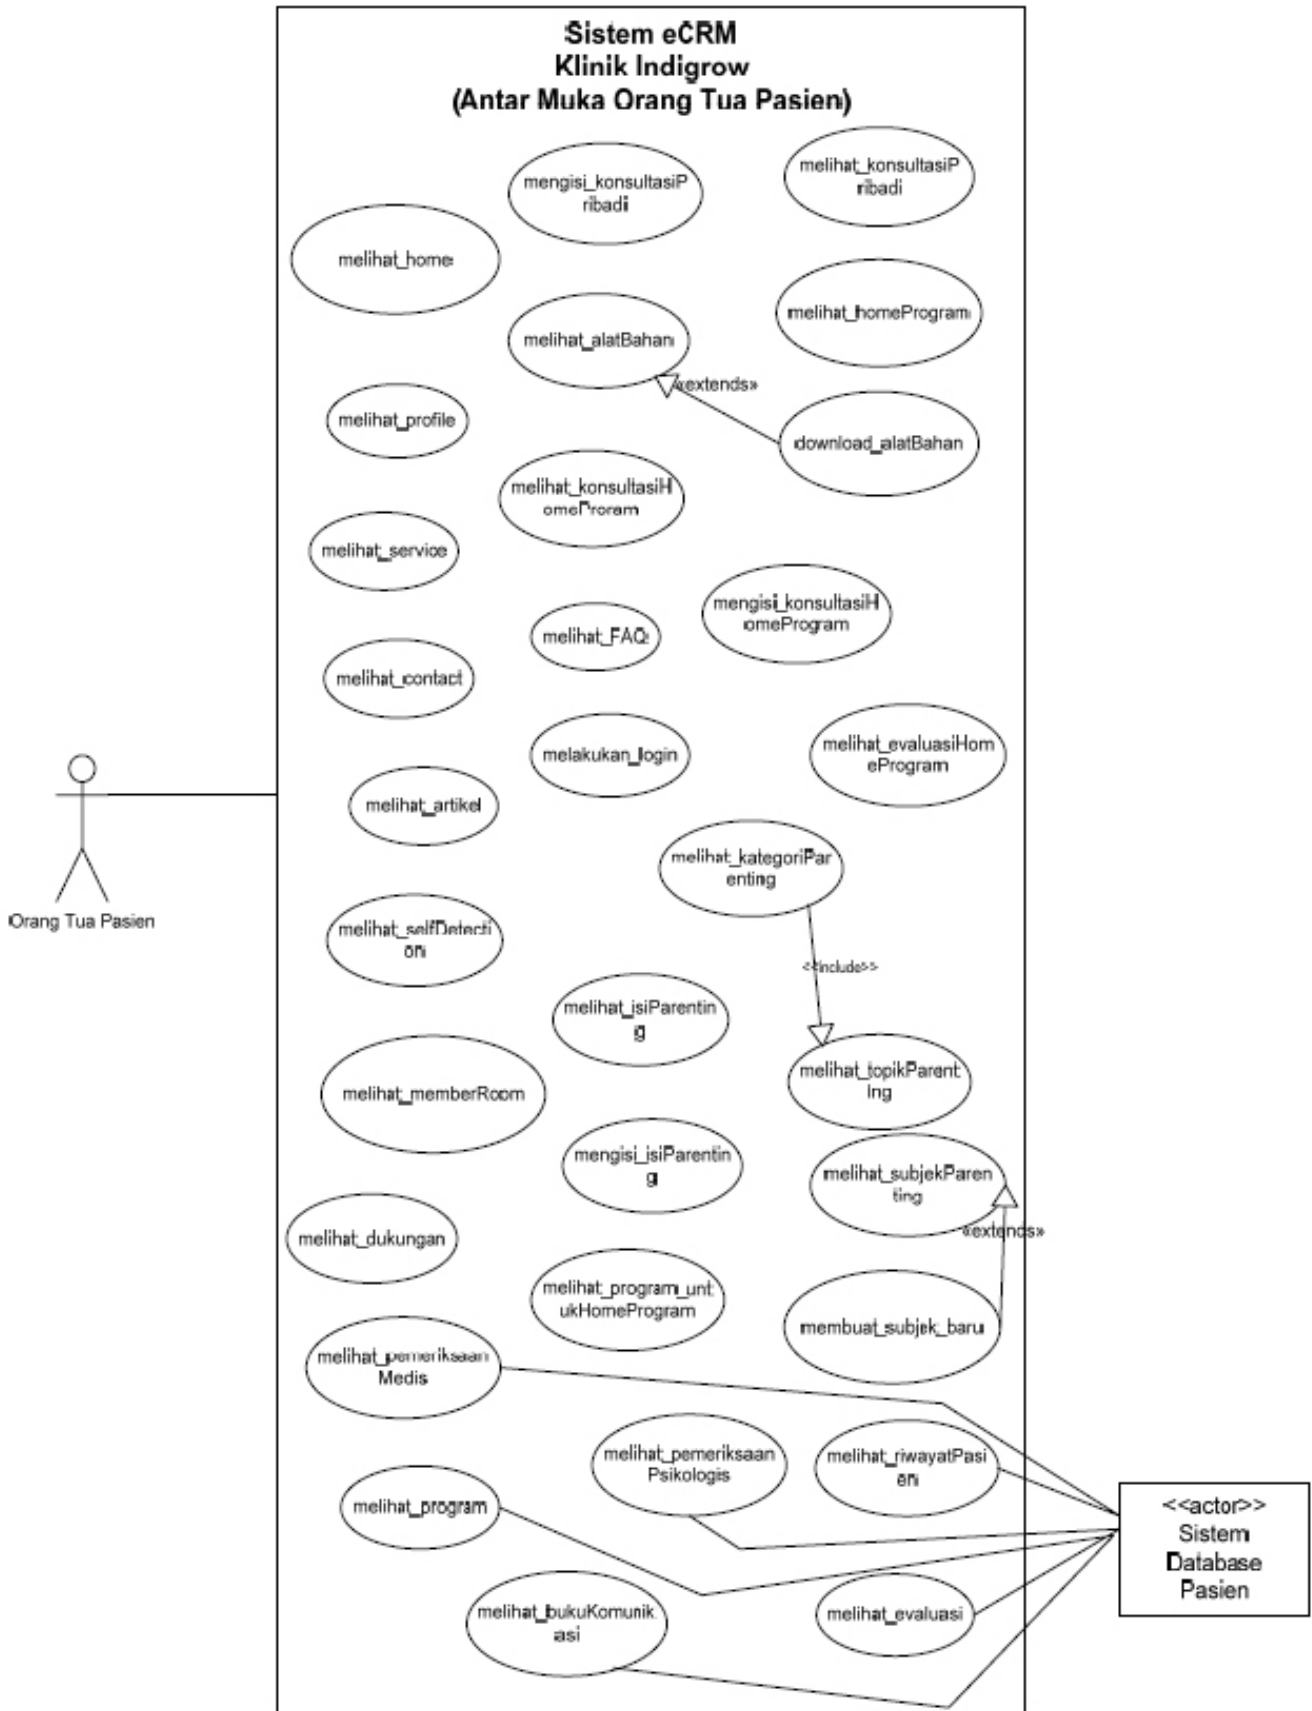 Sistem eCRM
Klinik Indigrow
(Antar Muka Orang Tua Pasien)
mengisi_konsultasiP
ribadi
melihat_konsultasiP
ribadi
melihat_home
melihat_homeProgram
melihat_alatBahan
«extends»
melihat_profile
download_alatBahan
melihat_konsultasiH
omeProram
melihat_service
mengisi_konsultasiH
omeProgram
melihat_FAQ
melihat_contact
melakukan_login
melihat_evaluasiHom
eProgram
melihat_artikel
melihat_kategoriPar
enting
Orang Tua Pasien
melihat_selfDetecti
on
<<include>>
melihat_isiParentin
g
melihat_topikParent
ing
melihat_memberRoom
mengisi_isiParentin
g
melihat_subjekParen
ting
«extends»
melihat_dukungan
melihat_program_unt
ukHomeProgram
membuat_subjek_baru
melihat_pemeriksaan
Medis
melihat_pemeriksaan
Psikologis
melihat_riwayatPasi
en
melihat_program
<<actor>>
Sistem
Database
Pasien
melihat_bukuKomunik
asi
melihat_evaluasi